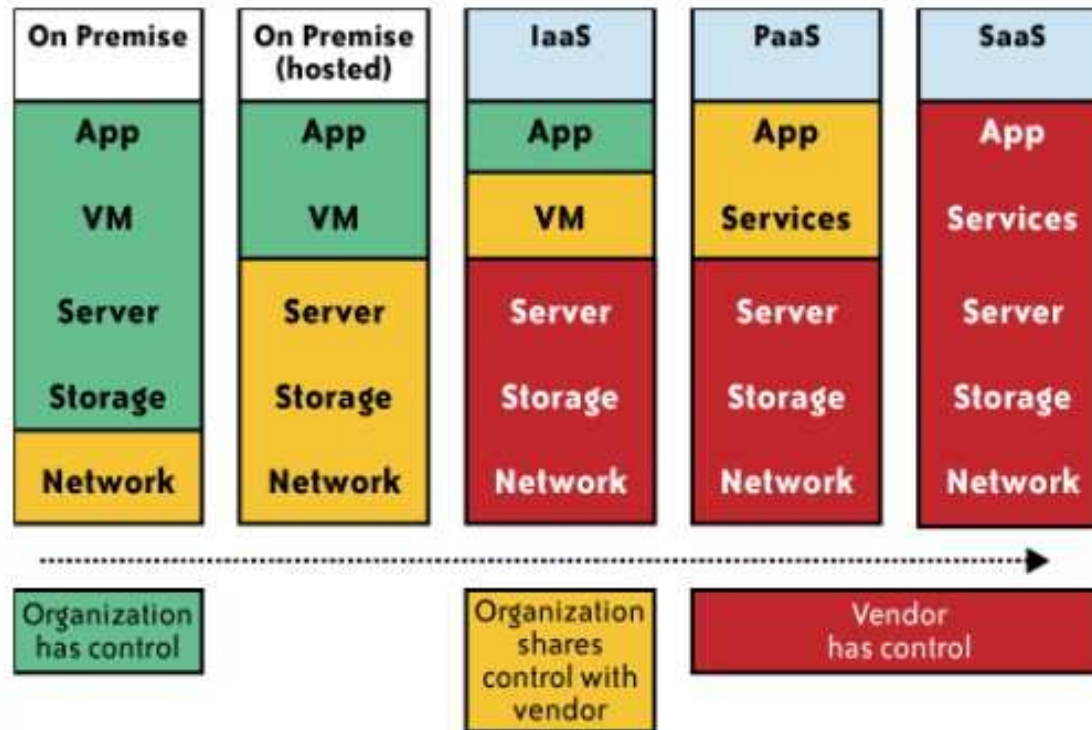 On Premise
App
VM
Server
Storage
Network
On Premise
(hosted)
App
VM
Server
Storage
Network
IaaS
App
VM
Server
Storage
Network
PaaS
App
Services
Server
Storage
Network
SaaS
App
Services
Server
Storage
Network
Organization
has control
Organization
shares
control with
vendor
Vendor
has control